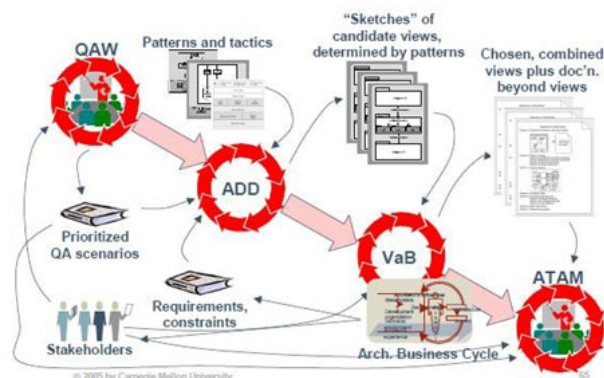 QAW
Patterns and tactics
“Sketches” of
candidate views,
determined by patterns
Chosen, combined
views plus doc’n.
beyond views
ADD
Prioritized
QA scenarios
VaB
Requirements,
constraints
ATAM
Stakeholders
Arch. Business Cycle
© 2005 by Carnegie Mellon University
65